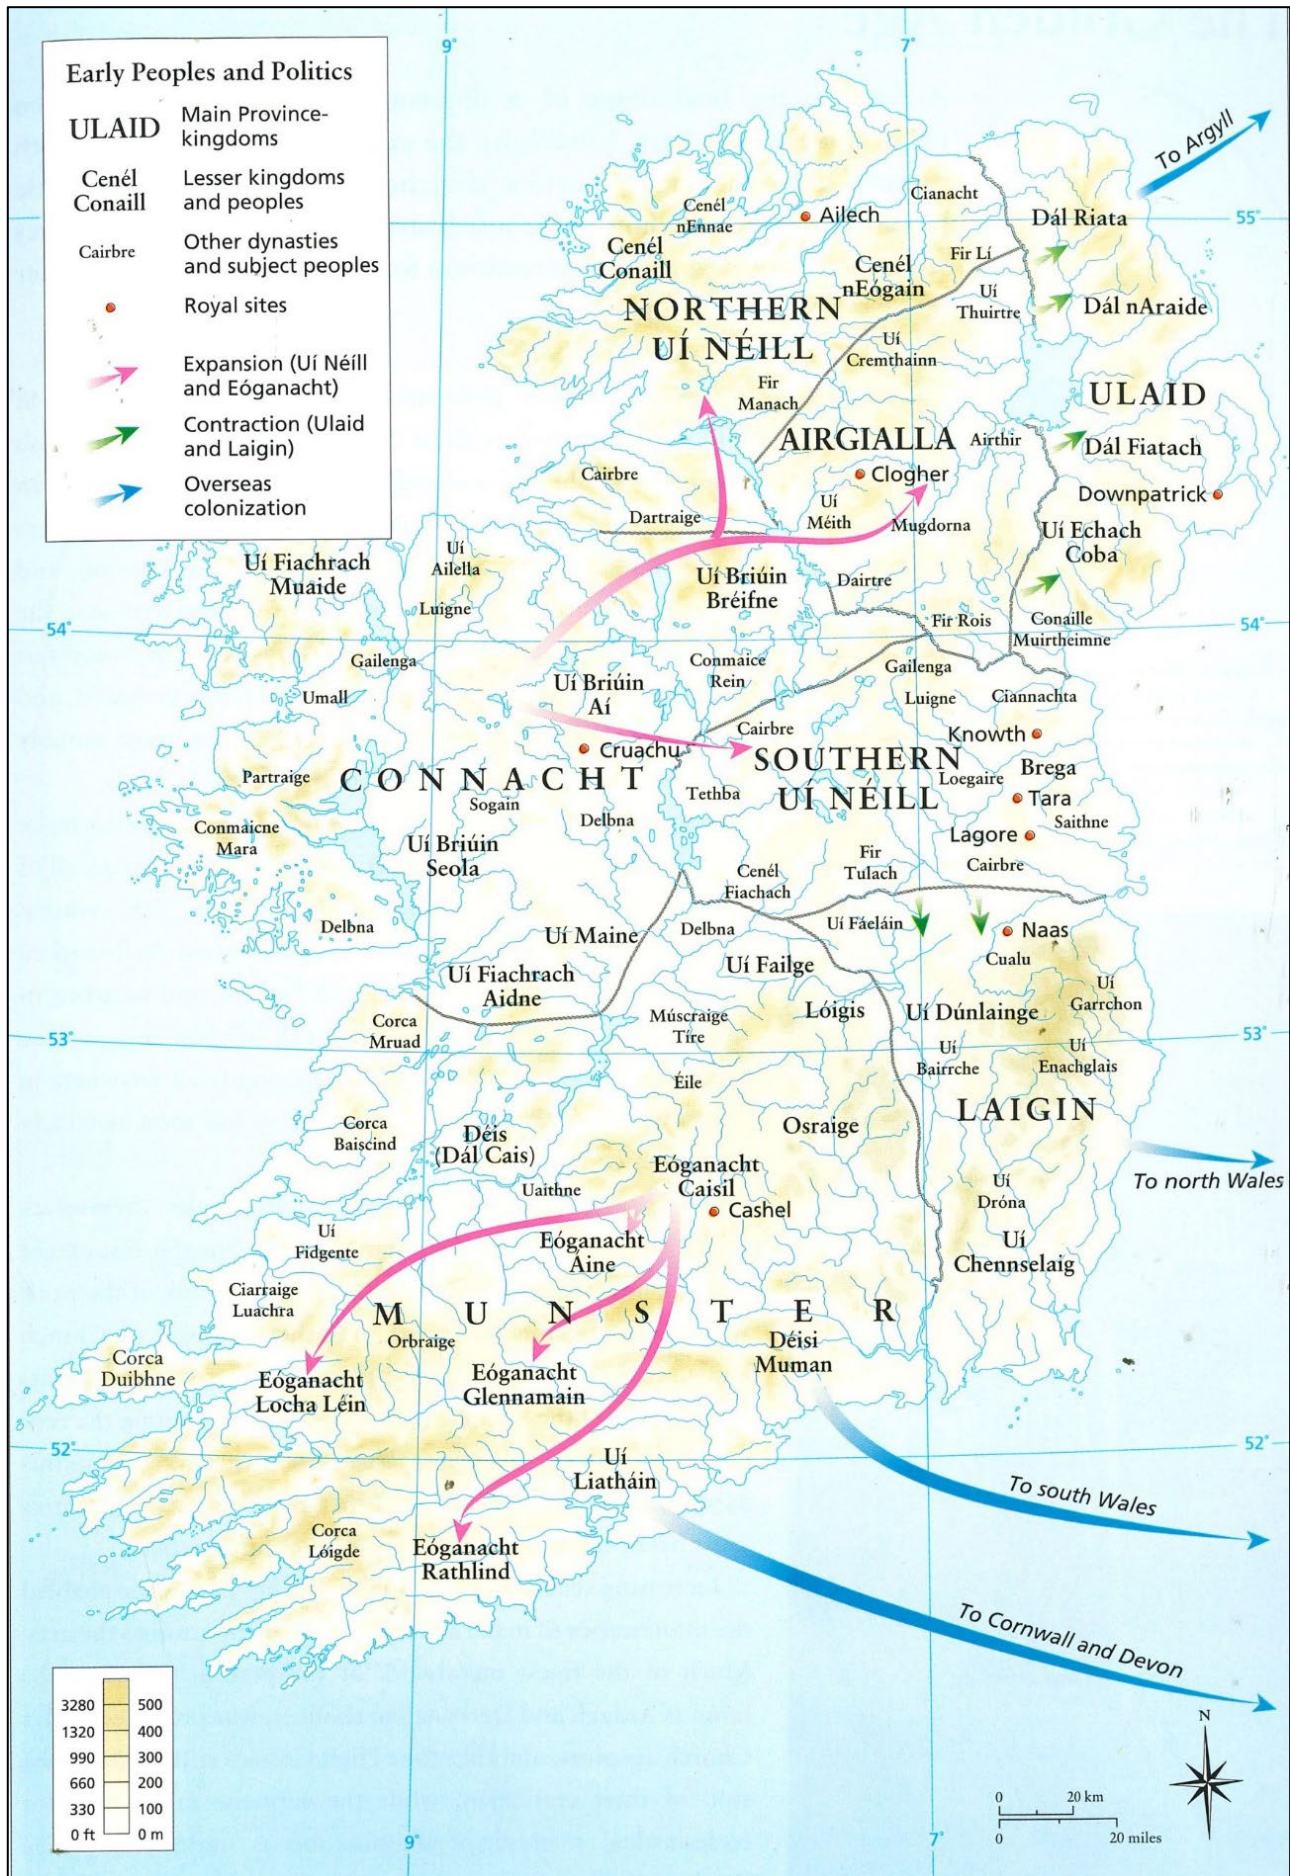 Early Peoples and Politics
ULAID
Main Province-
kingdoms
Cenél
Conaill
Lesser kingdoms
and peoples
Cairbre
Other dynasties
and subject peoples
Royal sites
Expansion (Uí Néill
and Eóganacht)
Contraction (Ulaid
and Laigin)
Overseas
colonization
9°
7°
To Argyll
Cianacht
Cenél
nEnnae
Ailech
Dál Riata
55°
Cenél
Conaill
Fir Lí
Cenél
nEógain
Uí
Thuirtre
Dál nAraide
NORTHERN
UÍ NÉILL
Uí
Cremthainn
Fir
Manach
ULAID
AIRGIALLA
Airthir
Dál Fiatach
Cairbre
Clogher
Downpatrick
Dartraige
Uí
Méith
Mugdorna
Uí Echach
Coba
Uí Fiachrach
Muaide
Uí
Ailella
Uí Briúin
Bréifne
Dairtre
Luigne
Fir Rois
Conaille
Muirtheimne
54°
54°
Gailenga
Conmaice
Rein
Gailenga
Umall
Uí Briúin
Aí
Luigne
Ciannachta
Cairbre
Knowth
Cruachu
SOUTHERN
UÍ NÉILL
Loegaire
Brega
Partraige
CONNACHT
Tethba
Tara
Sogain
Saithne
Conmaicne
Mara
Delbna
Lagore
Uí Briúin
Seola
Fir
Tulach
Cairbre
Cenél
Fiachach
Delbna
Uí Maine
Delbna
Uí Fáeláin
Naas
Cualu
Uí Fiachrach
Aidne
Uí Failge
Uí
Garrchon
Corca
Mruad
Múscraige
Tíre
Lóigis
Uí Dúnlainge
53°
53°
Uí
Bairrche
Uí
Enachglais
Éile
LAIGIN
Corca
Baiscind
Déis
(Dál Cais)
Osraige
Eóganacht
Caisil
To north Wales
Uaithne
Uí
Dróna
Cashel
Uí
Fidgente
Eóganacht
Áine
Uí
Chennselaig
Ciarraige
Luachra
MUNSTER
Orbraige
Déisi
Muman
Corca
Duibhne
Eóganacht
Locha Léin
Eóganacht
Glennamain
52°
52°
Uí
Liatháin
To south Wales
Corca
Lóigde
Eóganacht
Rathlind
To Cornwall and Devon
3280 500
1320 400
990 300
660 200
330 100
0 ft 0 m
N
0 20 km
0 20 miles
9°
7°